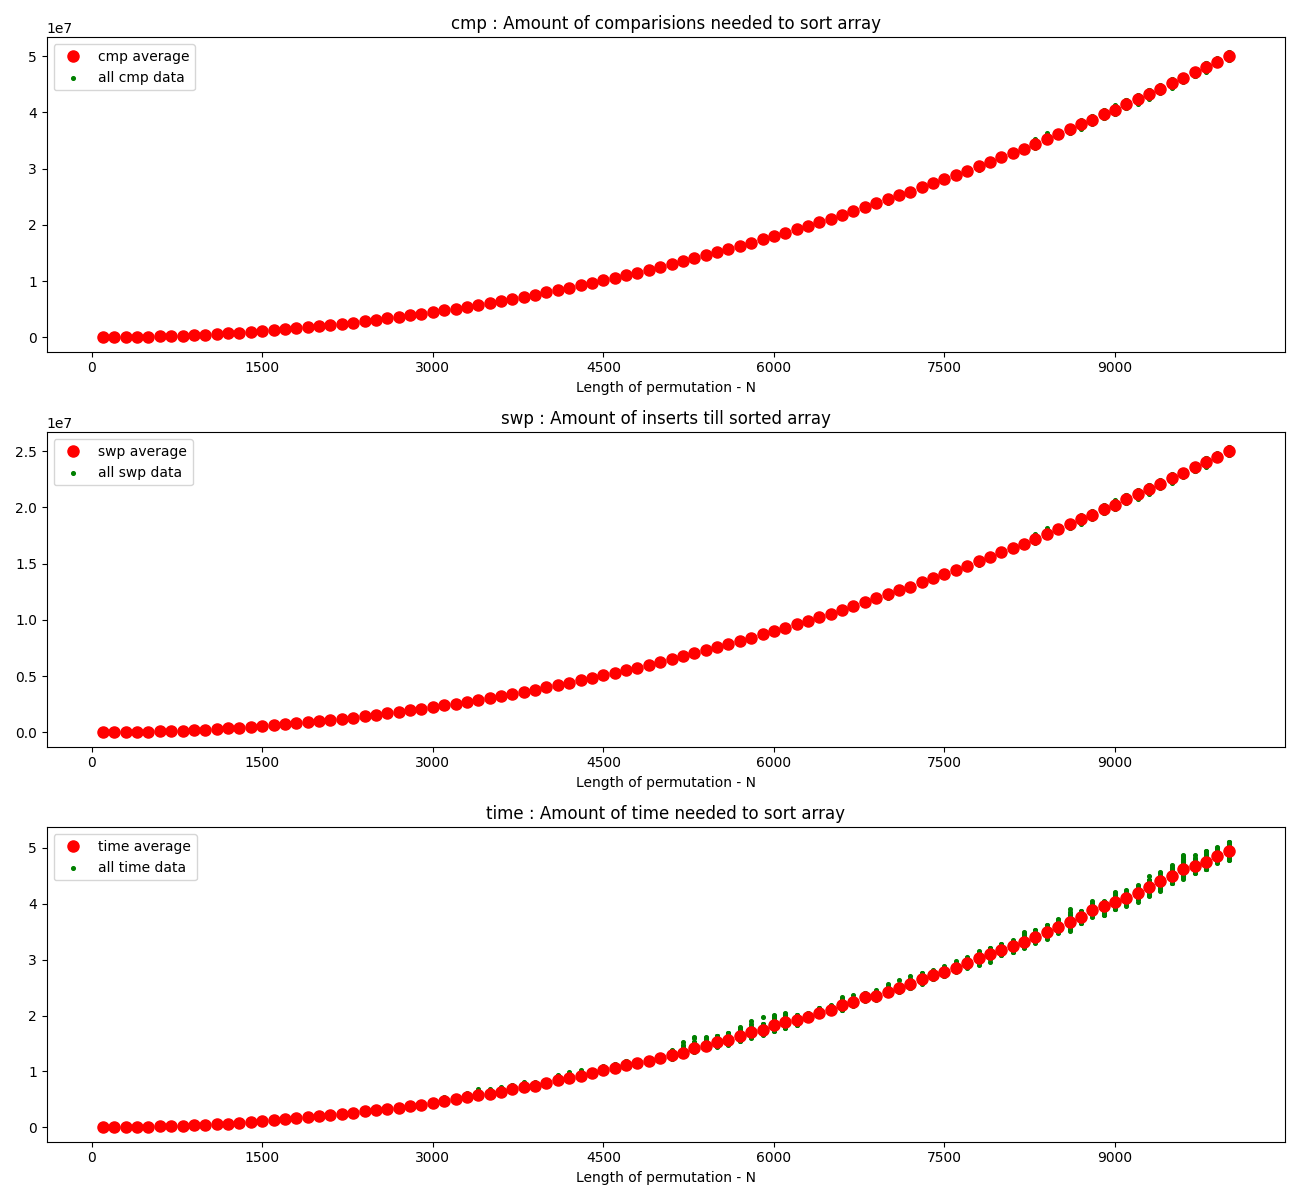 cmp : Amount of comparisions needed to sort array
1e7
cmp average
all cmp data
5
4
3
2
1
0
0 1500 3000 4500 6000 7500 9000
Length of permutation - N
swp : Amount of inserts till sorted array
1e7
swp average
all swp data
2.5
2.0
1.5
1.0
0.5
0.0
0 1500 3000 4500 6000 7500 9000
Length of permutation - N
time : Amount of time needed to sort array
time average
all time data
5
4
3
2
1
0
0 1500 3000 4500 6000 7500 9000
Length of permutation - N